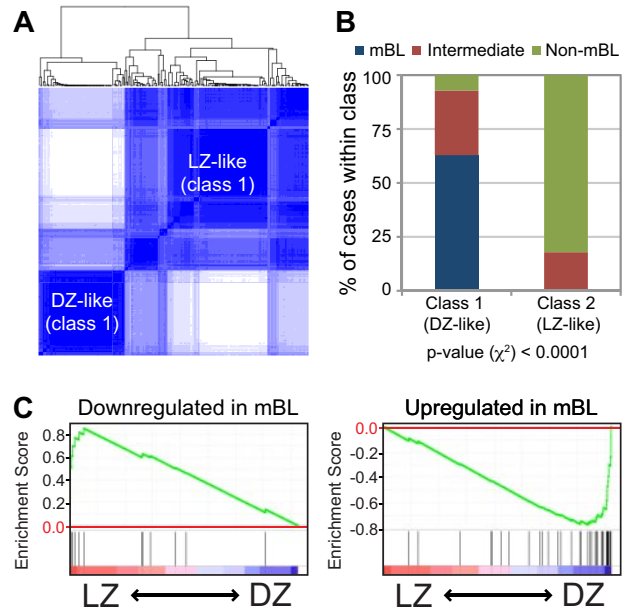 A
LZ-like
(class 1)
DZ-like
(class 1)
B
mBL Intermediate Non-mBL
% of cases within class
100
75
50
25
0
Class 1
(DZ-like)
Class 2
(LZ-like)
p-value (χ²) < 0.0001
C
Downregulated in mBL
Enrichment Score
0.8
0.6
0.4
0.2
0.0
LZ DZ
Upregulated in mBL
Enrichment Score
0.0
-0.2
-0.4
-0.6
-0.8
LZ DZ